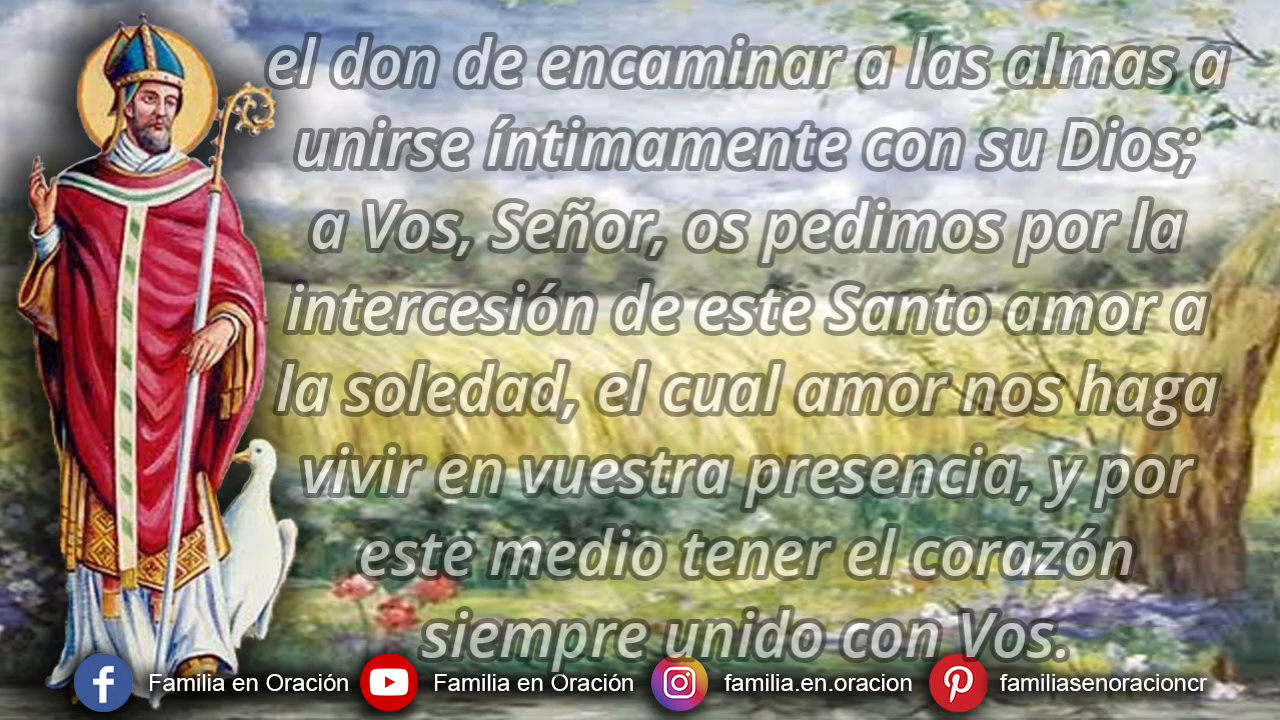 el don de encaminar a las almas a
unirse íntimamente con su Dios;
a Vos, Señor, os pedimos por la
intercesión de este Santo amor a
la soledad, el cual amor nos haga
vivir en vuestra presencia, y por
este medio tener el corazón
siempre unido con Vos.
Familia en Oración Familia en Oración familia.en.oracion familiasenoracioncr